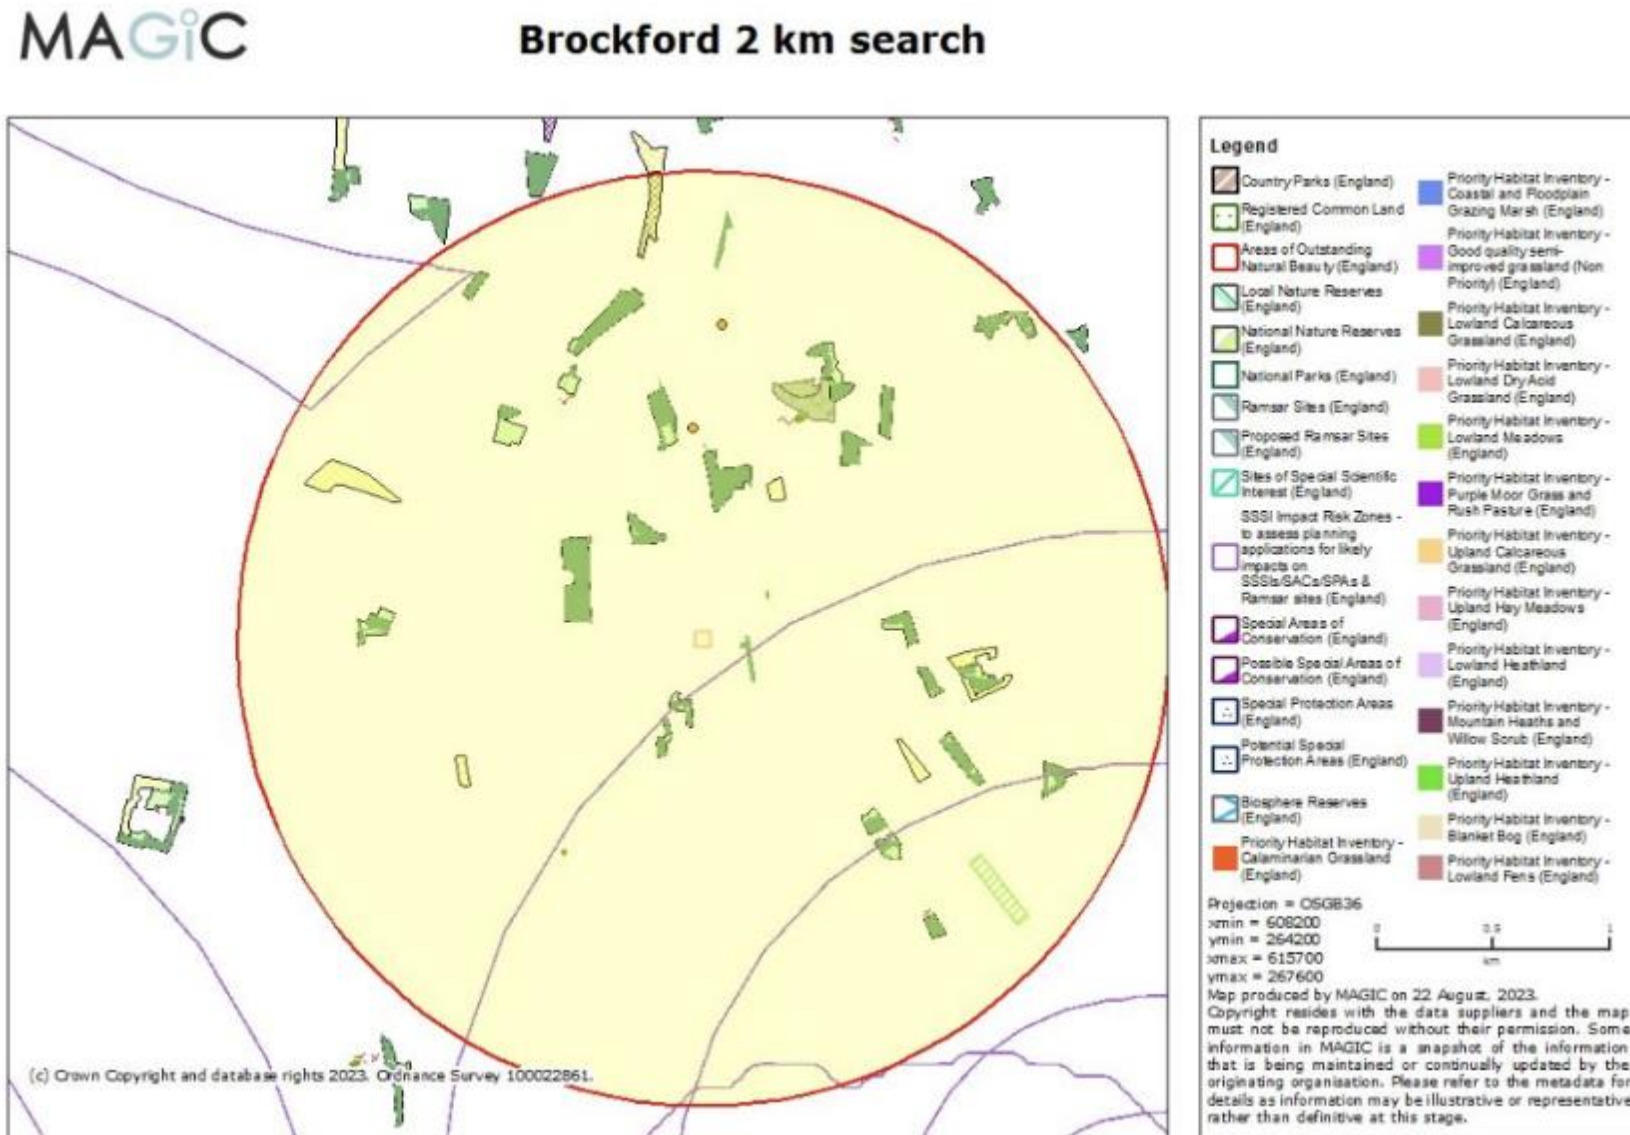 MAGiC
Brockford 2 km search
Legend
Country Parks (England)
Registered Common Land
(England)
Areas of Outstanding
Natural Beauty (England)
Local Nature Reserves
(England)
National Nature Reserves
(England)
National Parks (England)
Ramsar Sites (England)
Proposed Ramsar Sites
(England)
Sites of Special Scientific
Interest (England)
SSSI Impact Risk Zones -
to assess planning
applications for likely
impacts on
SSSIs/SACs/SPAs &
Ramsar sites (England)
Special Areas of
Conservation (England)
Possible Special Areas of
Conservation (England)
Special Protection Areas
(England)
Potential Special
Protection Areas (England)
Biosphere Reserves
(England)
Priority Habitat Inventory -
Calaminarian Grassland
(England)
Priority Habitat Inventory -
Coastal and Floodplain
Grazing Marsh (England)
Priority Habitat Inventory -
Good quality semi-
improved grassland (Non
Priority) (England)
Priority Habitat Inventory -
Lowland Calcareous
Grassland (England)
Priority Habitat Inventory -
Lowland Dry Acid
Grassland (England)
Priority Habitat Inventory -
Lowland Meadows
(England)
Priority Habitat Inventory -
Purple Moor Grass and
Rush Pasture (England)
Priority Habitat Inventory -
Upland Calcareous
Grassland (England)
Priority Habitat Inventory -
Upland Hay Meadows
(England)
Priority Habitat Inventory -
Lowland Heathland
(England)
Priority Habitat Inventory -
Mountain Heaths and
Willow Scrub (England)
Priority Habitat Inventory -
Upland Heathland
(England)
Priority Habitat Inventory -
Blanket Bog (England)
Priority Habitat Inventory -
Lowland Fens (England)
Projection = OSGB36
xmin = 608200
ymin = 264200
xmax = 615700
ymax = 267600
0 0.5 1
km
Map produced by MAGIC on 22 August, 2023.
Copyright resides with the data suppliers and the map
must not be reproduced without their permission. Some
information in MAGIC is a snapshot of the information
that is being maintained or continually updated by the
originating organisation. Please refer to the metadata for
details as information may be illustrative or representative
rather than definitive at this stage.
(c) Crown Copyright and database rights 2023. Ordnance Survey 100022861.